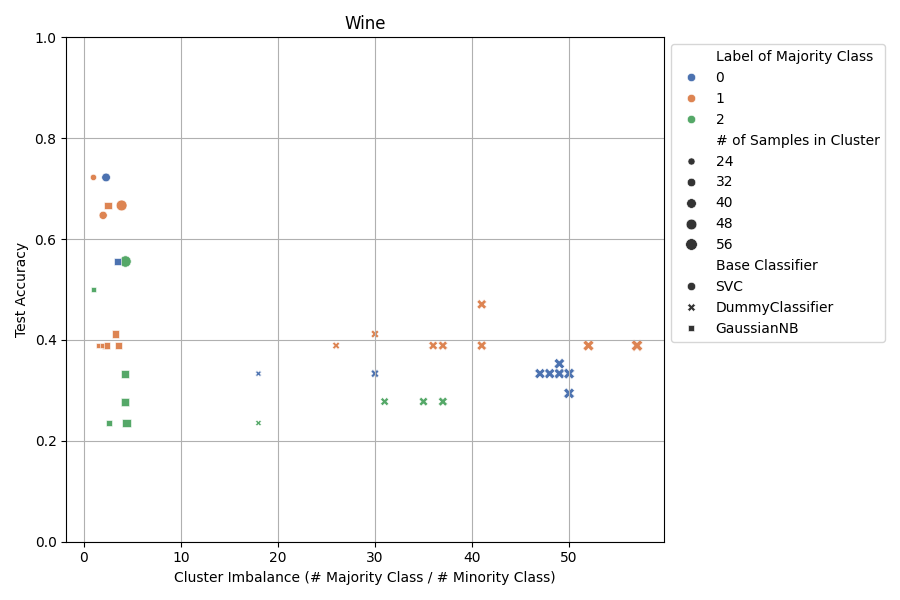 Wine
1.0
0.8
0.6
0.4
0.2
0.0
Test Accuracy
0 10 20 30 40 50
Cluster Imbalance (# Majority Class / # Minority Class)
Label of Majority Class
0
1
2
# of Samples in Cluster
24
32
40
48
56
Base Classifier
SVC
DummyClassifier
GaussianNB